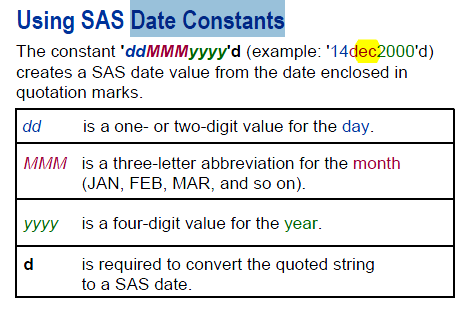 Using SAS Date Constants
The constant 'ddMMMyyyy'd (example: '14dec2000'd)
creates a SAS date value from the date enclosed in
quotation marks.
dd is a one- or two-digit value for the day.
MMM is a three-letter abbreviation for the month
(JAN, FEB, MAR, and so on).
yyyy is a four-digit value for the year.
d is required to convert the quoted string
to a SAS date.